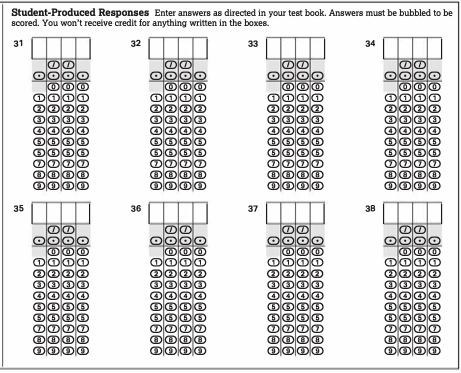 Student-Produced Responses Enter answers as directed in your test book. Answers must be bubbled to be
scored. You won't receive credit for anything written in the boxes.
31 32 33 34
/ / / / / / / /
. . . . . . . . . . . . . . . .
0 0 0 0 0 0 0 0 0 0 0 0
1 1 1 1 1 1 1 1 1 1 1 1 1 1 1 1
2 2 2 2 2 2 2 2 2 2 2 2 2 2 2 2
3 3 3 3 3 3 3 3 3 3 3 3 3 3 3 3
4 4 4 4 4 4 4 4 4 4 4 4 4 4 4 4
5 5 5 5 5 5 5 5 5 5 5 5 5 5 5 5
6 6 6 6 6 6 6 6 6 6 6 6 6 6 6 6
7 7 7 7 7 7 7 7 7 7 7 7 7 7 7 7
8 8 8 8 8 8 8 8 8 8 8 8 8 8 8 8
9 9 9 9 9 9 9 9 9 9 9 9 9 9 9 9
35 36 37 38
/ / / / / / / /
. . . . . . . . . . . . . . . .
0 0 0 0 0 0 0 0 0 0 0 0
1 1 1 1 1 1 1 1 1 1 1 1 1 1 1 1
2 2 2 2 2 2 2 2 2 2 2 2 2 2 2 2
3 3 3 3 3 3 3 3 3 3 3 3 3 3 3 3
4 4 4 4 4 4 4 4 4 4 4 4 4 4 4 4
5 5 5 5 5 5 5 5 5 5 5 5 5 5 5 5
6 6 6 6 6 6 6 6 6 6 6 6 6 6 6 6
7 7 7 7 7 7 7 7 7 7 7 7 7 7 7 7
8 8 8 8 8 8 8 8 8 8 8 8 8 8 8 8
9 9 9 9 9 9 9 9 9 9 9 9 9 9 9 9